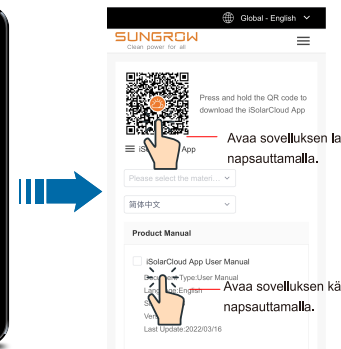 Global - English
SUNGROW
Clean power for all
Press and hold the QR code to
download the iSolarCloud App
Avaa sovelluksen la
napsauttamalla.
App
Please select the materi...
简体中文
Product Manual
iSolarCloud App User Manual
Type:User Manual
English
Avaa sovelluksen kä
napsauttamalla.
Last Update:2022/03/16